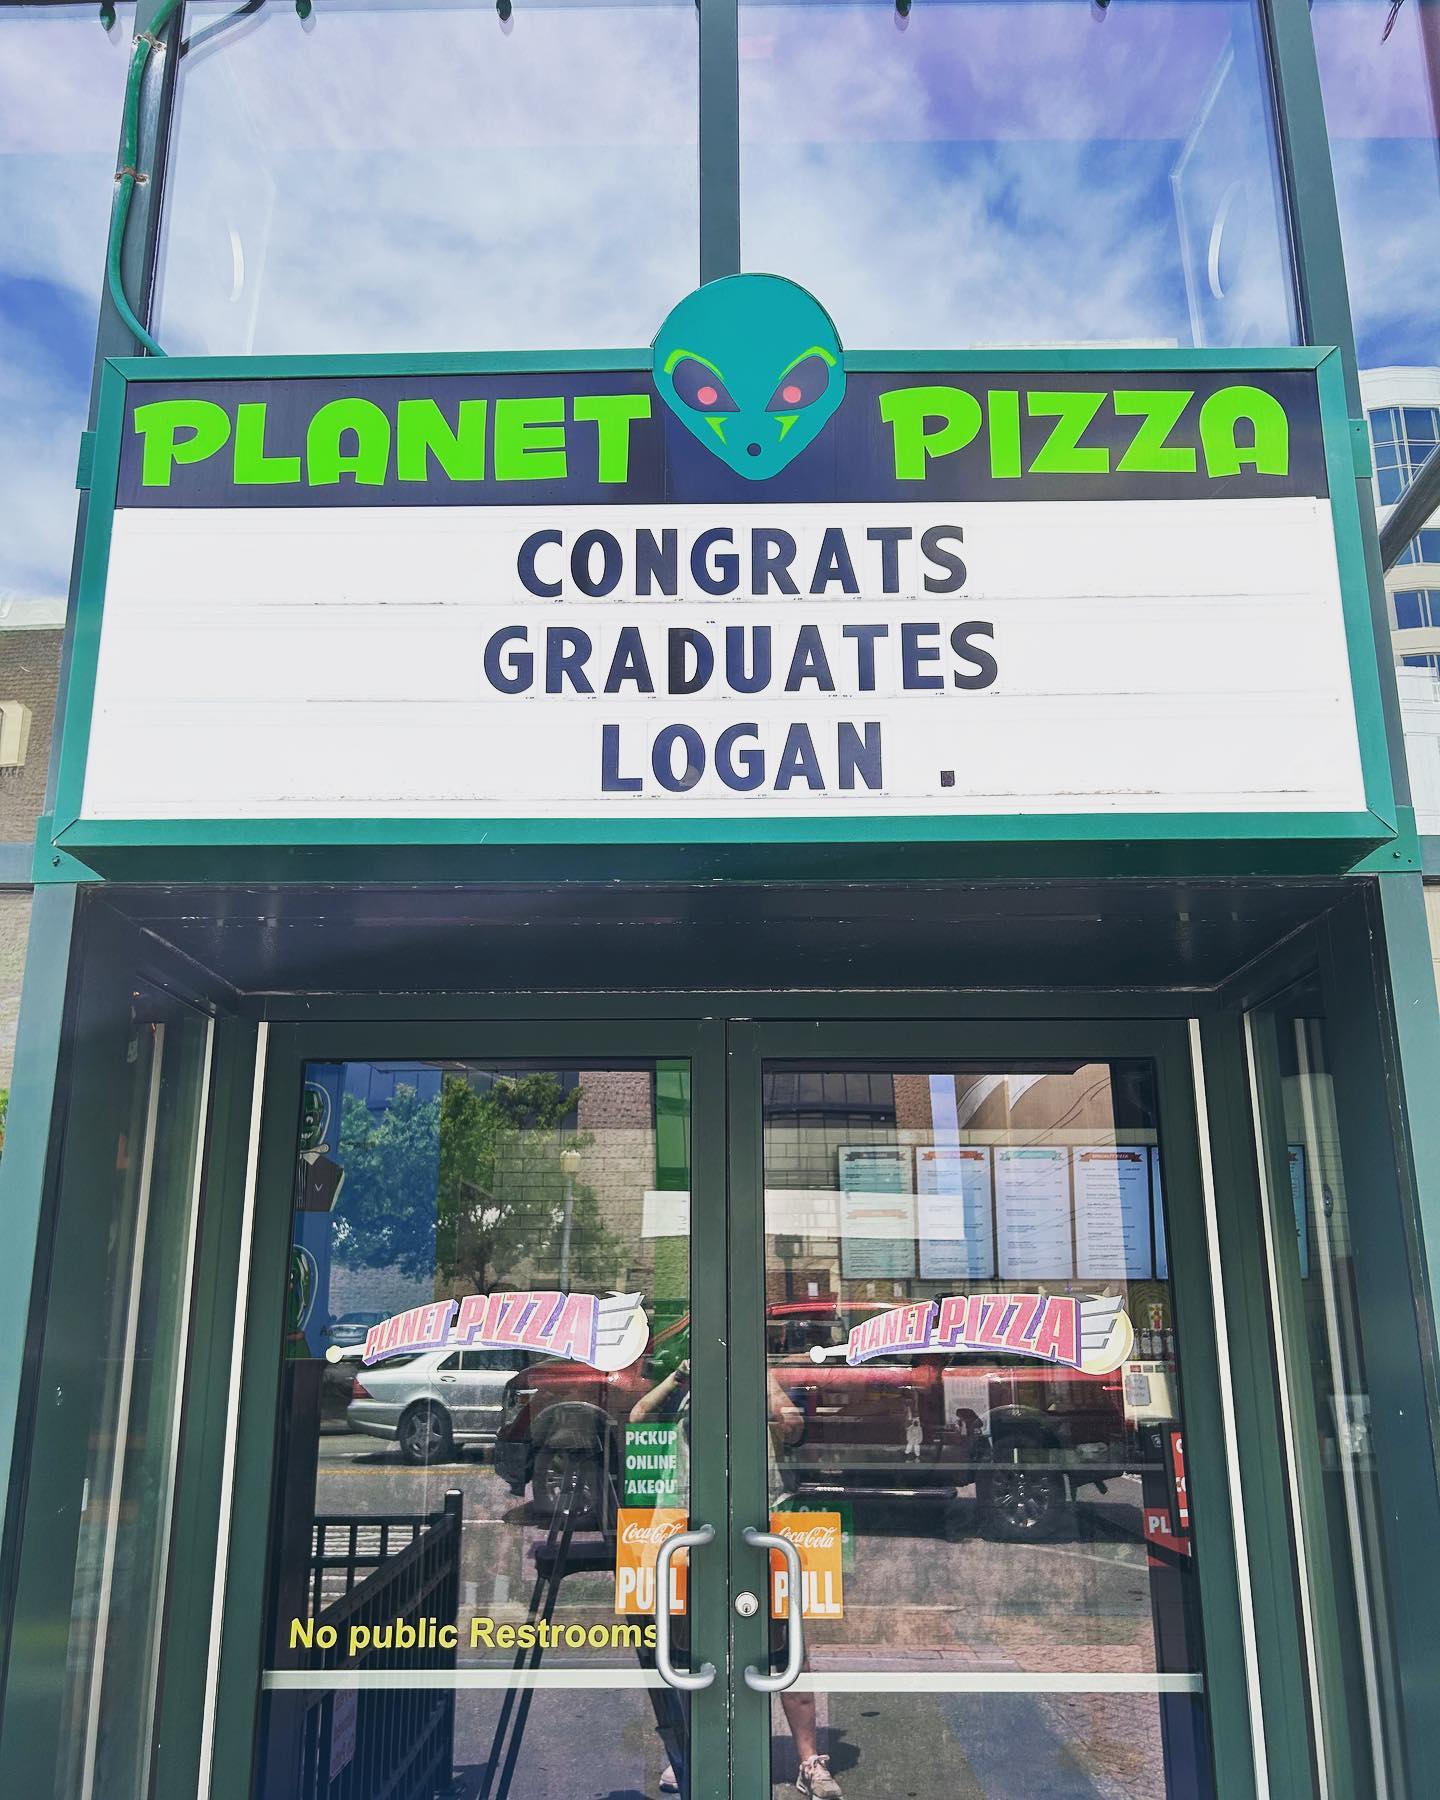 PLANET PIZZA
CONGRATS
GRADUATES
LOGAN .
PLANET PIZZA
PLANET PIZZA
PICKUP
ONLINE
Coca-Cola
PULL
Coca-Cola
PULL
No public Restrooms